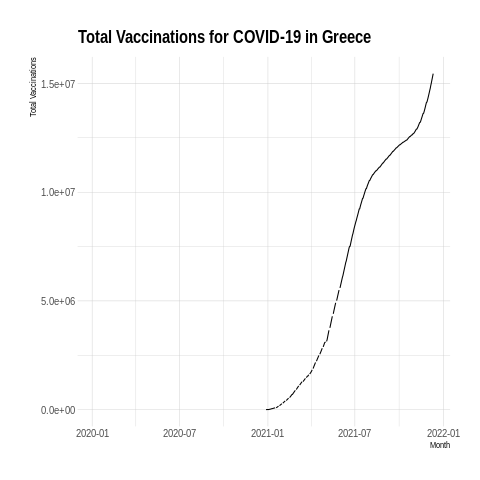 Total Vaccinations for COVID-19 in Greece
Total Vaccinations
1.5e+07
1.0e+07
5.0e+06
0.0e+00
2020-01 2020-07 2021-01 2021-07 2022-01
Month